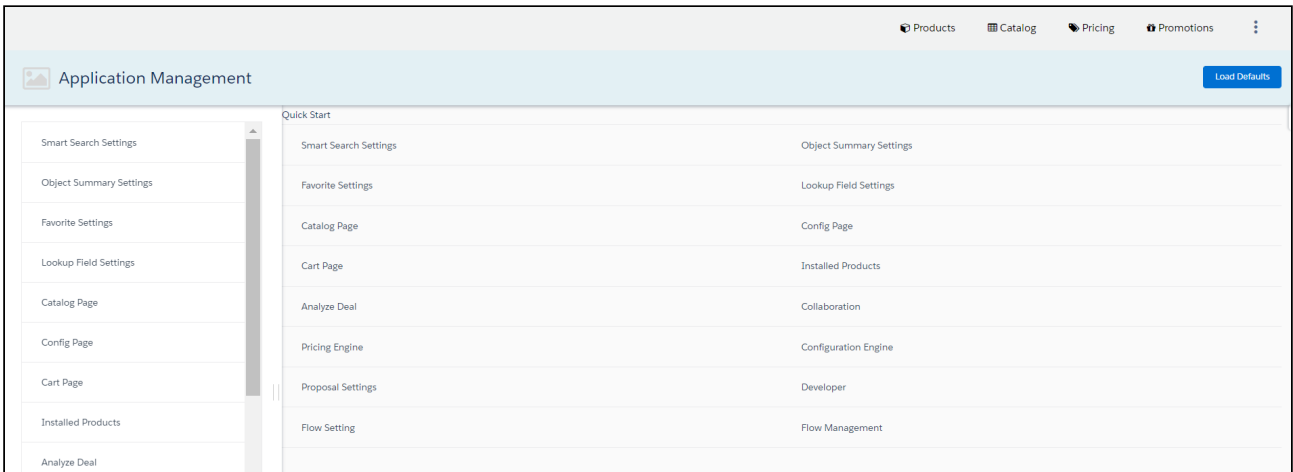 Products Catalog Pricing Promotions
Application Management
Load Defaults
Smart Search Settings
Object Summary Settings
Favorite Settings
Lookup Field Settings
Catalog Page
Config Page
Cart Page
Installed Products
Analyze Deal
Quick Start
Smart Search Settings Object Summary Settings
Favorite Settings Lookup Field Settings
Catalog Page Config Page
Cart Page Installed Products
Analyze Deal Collaboration
Pricing Engine Configuration Engine
Proposal Settings Developer
Flow Setting Flow Management